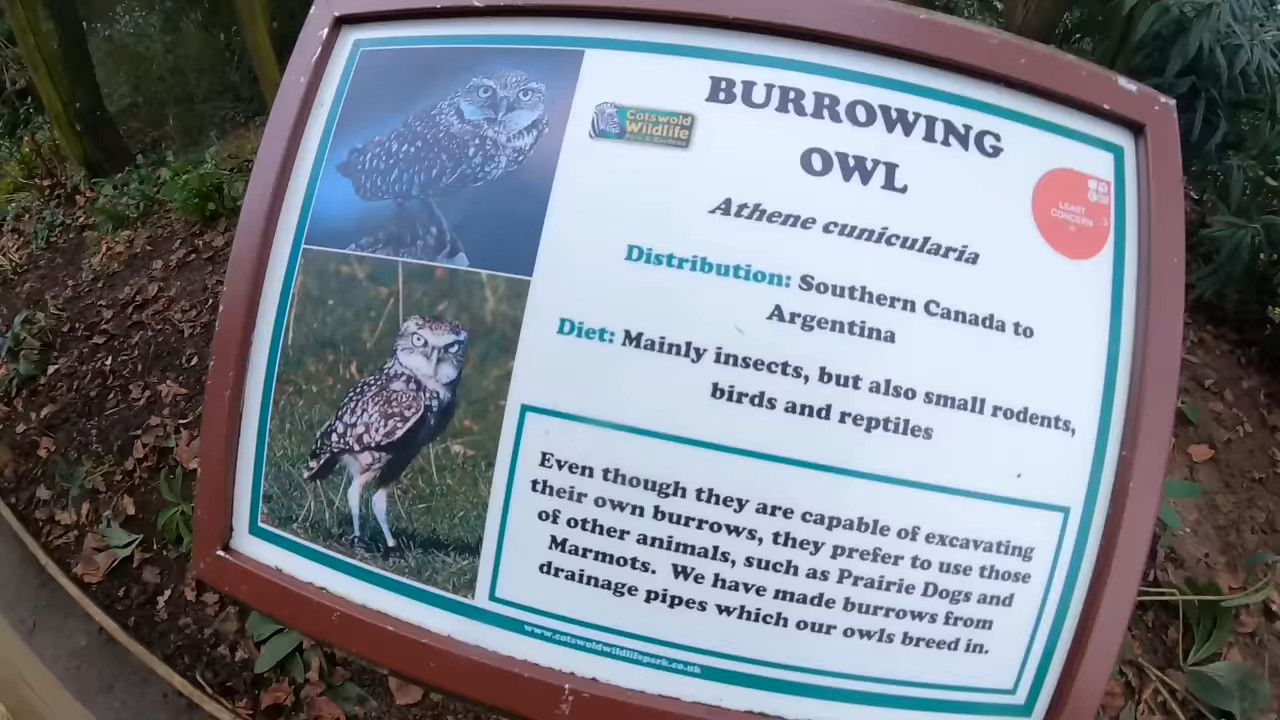 BURROWING
OWL
Cotswold
Wildlife
Park & Gardens
Athene cunicularia
LEAST
CONCERN
Distribution: Southern Canada to
Argentina
Diet: Mainly insects, but also small rodents,
birds and reptiles
Even though they are capable of excavating
their own burrows, they prefer to use those
of other animals, such as Prairie Dogs and
Marmots. We have made burrows from
drainage pipes which our owls breed in.
www.cotswoldwildlifepark.co.uk